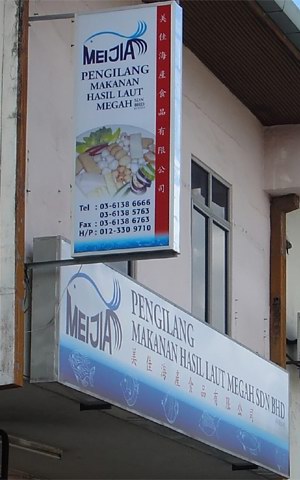 MEIJIA
PENGILANG
MAKANAN
HASIL LAUT
MEGAH SDN BHD
美佳海產食品有限公司
Tel : 03-6138 6666
03-6138 5763
Fax : 03-6138 6763
H/P : 012-330 9710
MEIJIA
PENGILANG
MAKANAN HASIL LAUT MEGAH SDN BHD
美佳海產食品有限公司